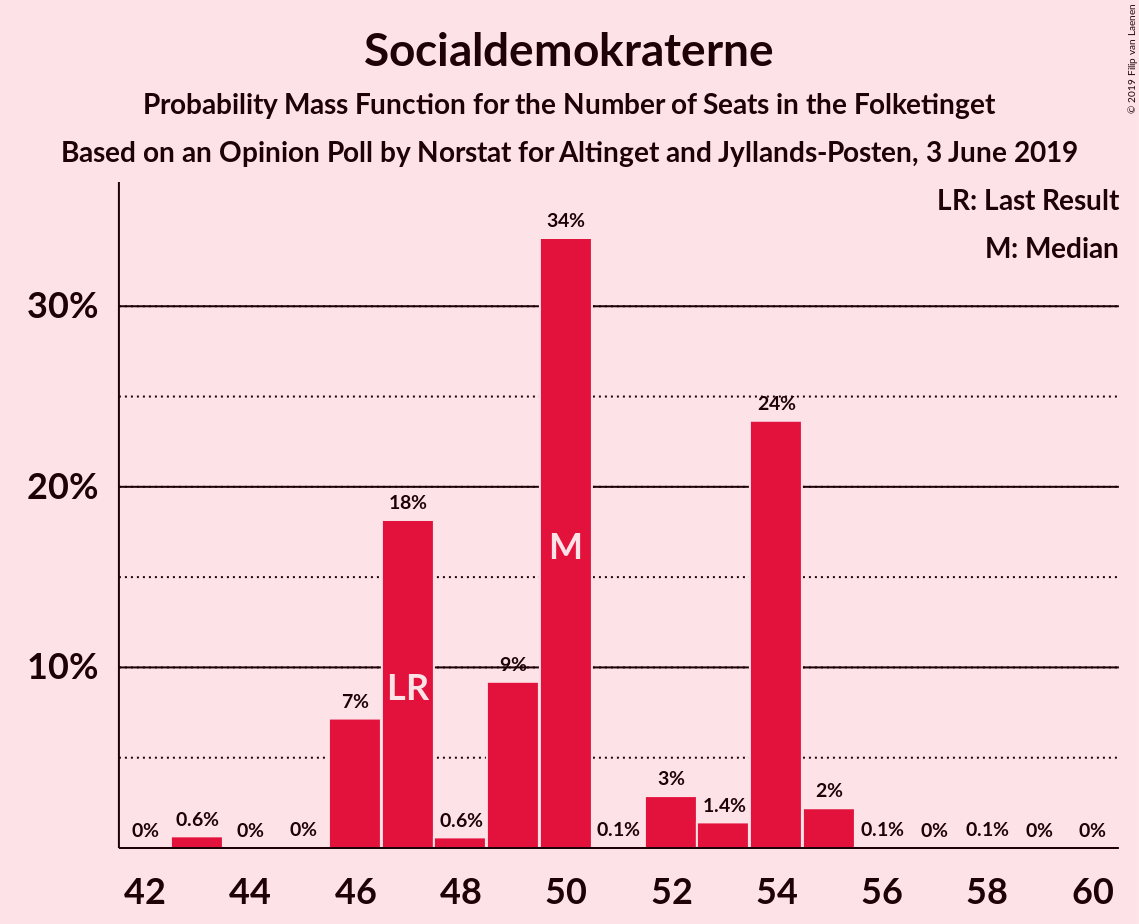 Socialdemokraterne
Probability Mass Function for the Number of Seats in the Folketinget
Based on an Opinion Poll by Norstat for Altinget and Jyllands-Posten, 3 June 2019
© 2019 Filip van Laenen
LR: Last Result
M: Median
30%
20%
10%
0%
0.6%
0%
0%
7%
18%
LR
0.6%
9%
34%
M
0.1%
3%
1.4%
24%
2%
0.1%
0%
0.1%
0%
0%
42 44 46 48 50 52 54 56 58 60